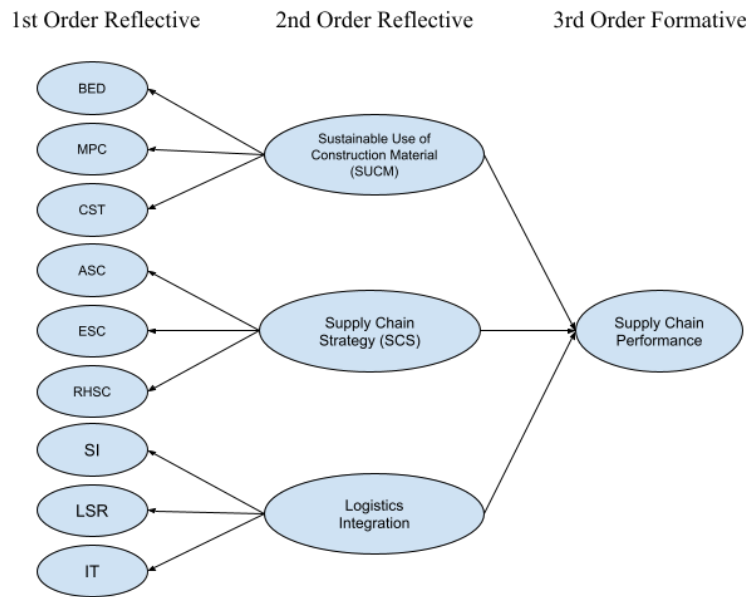 1st Order Reflective
2nd Order Reflective
3rd Order Formative
BED
MPC
CST
ASC
ESC
RHSC
SI
LSR
IT
Sustainable Use of
Construction Material
(SUCM)
Supply Chain
Strategy (SCS)
Logistics
Integration
Supply Chain
Performance